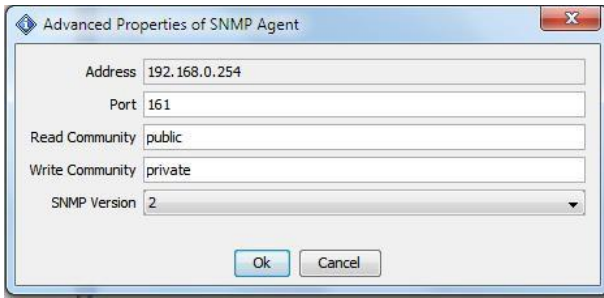 Advanced Properties of SNMP Agent
Address 192.168.0.254
Port 161
Read Community public
Write Community private
SNMP Version 2
Ok Cancel